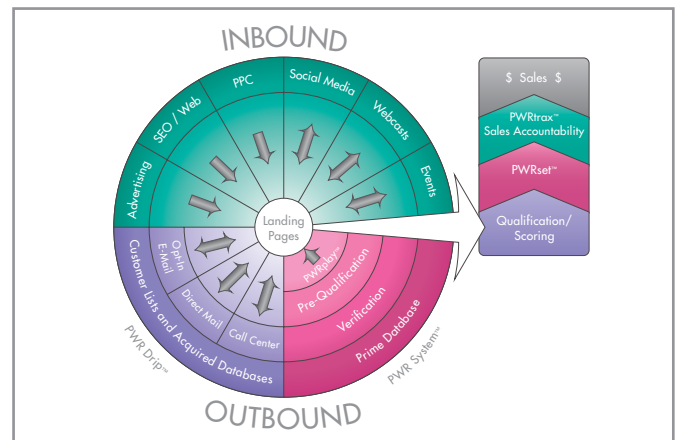 INBOUND
Advertising
SEO / Web
PPC
Social Media
Webcasts
Events
Landing
Pages
Opt-In
E-Mail
Direct Mail
Call Center
Customer Lists and Acquired Databases
PWR Drip™
PWRplay™
Pre-Qualification
Verification
Prime Database
PWR System™
OUTBOUND
$ Sales $
PWRtrax™
Sales Accountability
PWRset™
Qualification/
Scoring